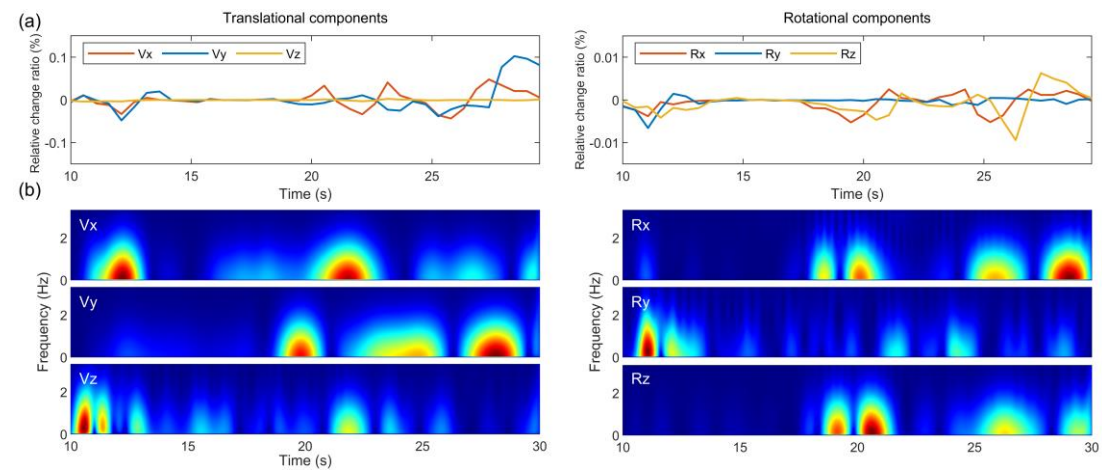 (a)
Translational components
Relative change ratio (%)
0.1
0
-0.1
Vx Vy Vz
10 15 20 25
Time (s)
Rotational components
Relative change ratio (%)
0.01
0
-0.01
Rx Ry Rz
10 15 20 25
Time (s)
(b)
Frequency (Hz)
Vx
2
0
Vy
2
0
Vz
2
0
10 15 20 25 30
Time (s)
Frequency (Hz)
Rx
2
0
Ry
2
0
Rz
2
0
10 15 20 25 30
Time (s)